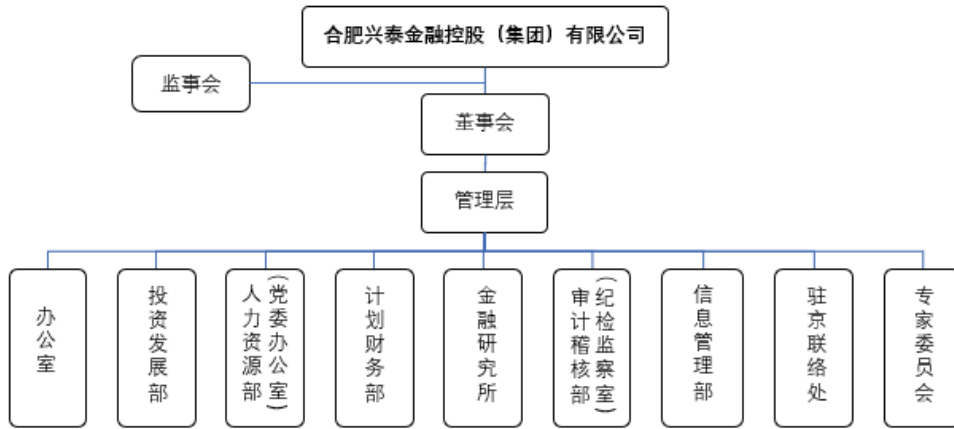 合肥兴泰金融控股（集团）有限公司
监事会
董事会
管理层
办公室
投资发展部
人力资源部
（党委办公室）
计划财务部
金融研究所
审计稽核部
（纪检监察室）
信息管理部
驻京联络处
专家委员会